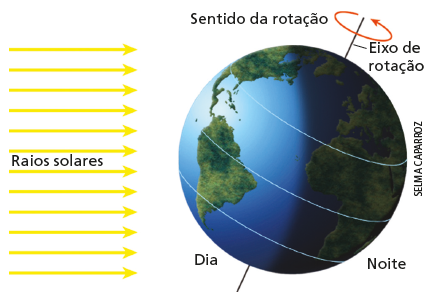 Sentido da rotação
Eixo de
rotação
Raios solares
SELMA CAPARROZ
Dia
Noite